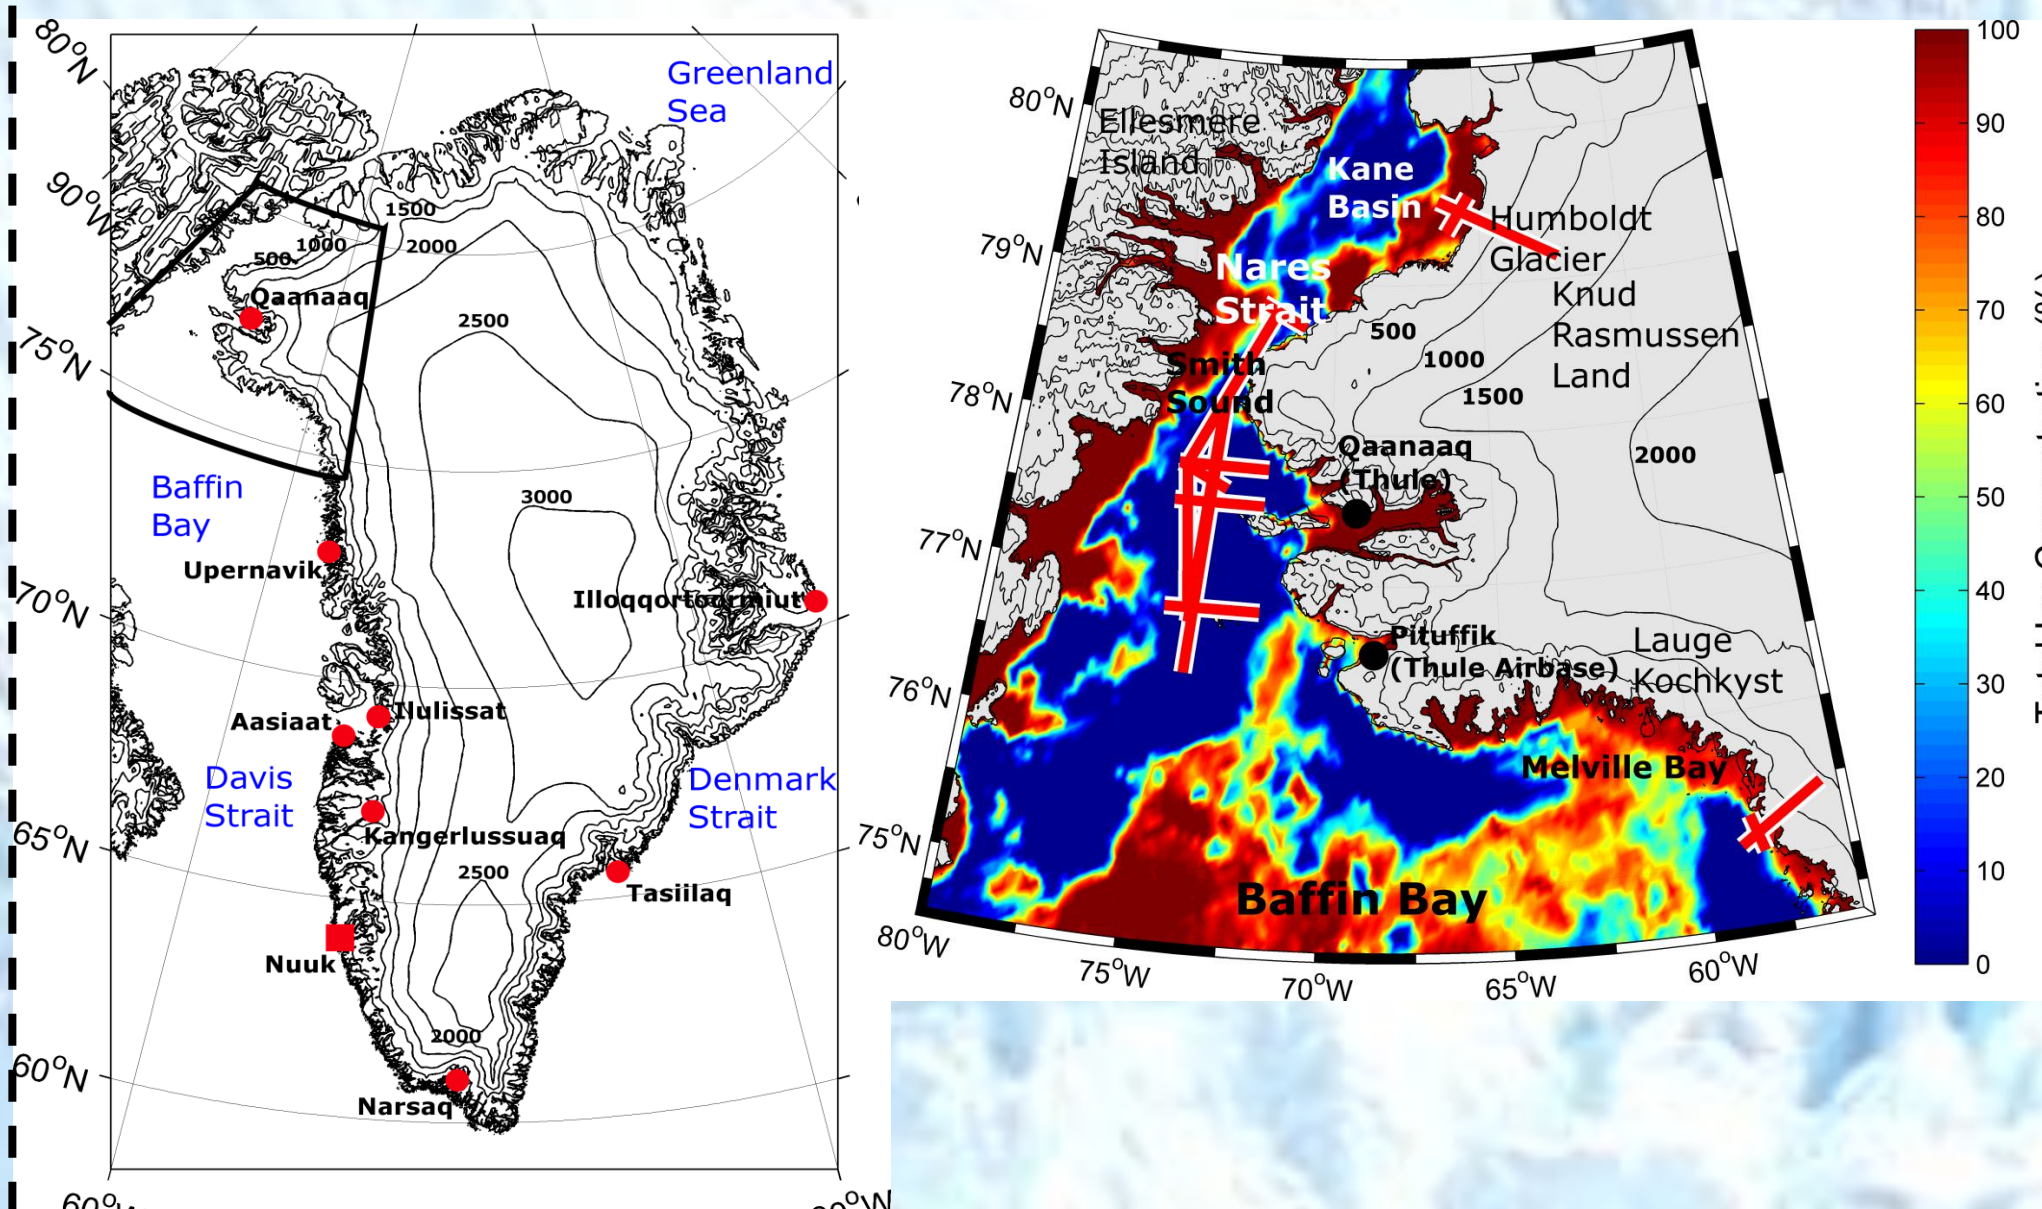 80°N
90°W
75°N
70°N
65°N
60°N
Greenland
Sea
1500
1000
2000
500
Qaanaaq
2500
3000
Baffin
Bay
Upernavik
Illoqqortoormiut
Aasiaat
Ilulissat
Davis
Strait
Denmark
Strait
Kangerlussuaq
2500
Tasiilaq
Nuuk
2000
Narsaq
80°N
79°N
78°N
77°N
76°N
75°N
Ellesmere
Island
Kane
Basin
Humboldt
Glacier
Nares
Strait
Knud
Rasmussen
Land
500
1000
1500
2000
Smith
Sound
Qaanaaq
(Thule)
Pituffik
(Thule Airbase)
Lauge
Kochkyst
Melville Bay
Baffin Bay
80°W
75°W
70°W
65°W
60°W
100
90
80
70
60
50
40
30
20
10
0